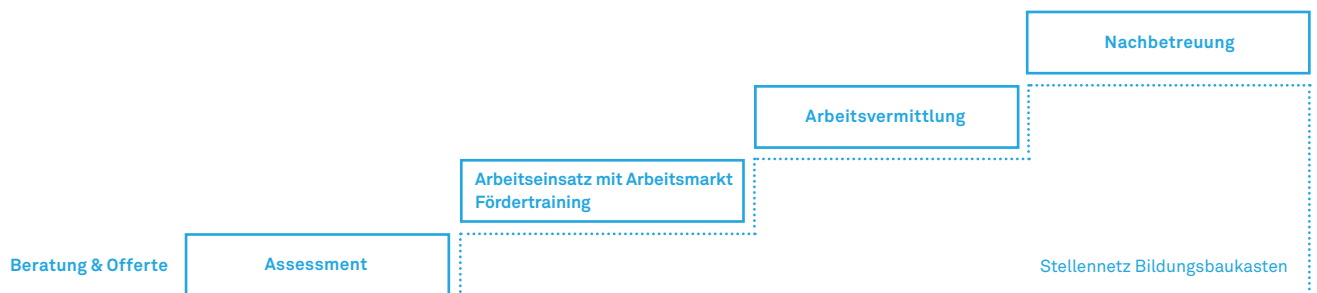 Nachbetreuung
Arbeitsvermittlung
Arbeitseinsatz mit Arbeitsmarkt
Fördertraining
Beratung & Offerte
Assessment
Stellennetz Bildungsbaukasten